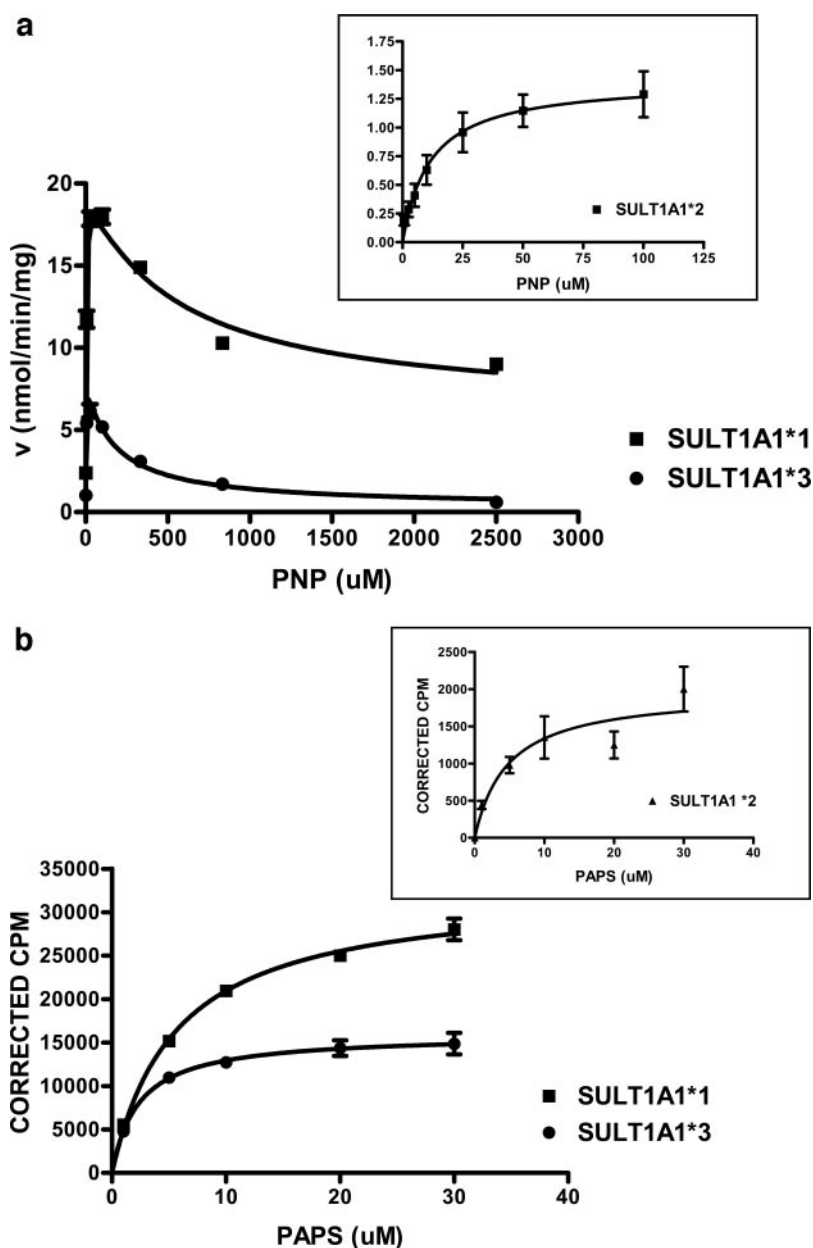 a
1.75
1.50
1.25
1.00
0.75
0.50
0.25
0.00
0 25 50 75 100 125
PNP (uM)
SULT1A1*2
v (nmol/min/mg)
20
15
10
5
0
0 500 1000 1500 2000 2500 3000
PNP (uM)
SULT1A1*1
SULT1A1*3
b
CORRECTED CPM
2500
2000
1500
1000
500
0
0 10 20 30 40
PAPS (uM)
SULT1A1 *2
CORRECTED CPM
35000
30000
25000
20000
15000
10000
5000
0
0 10 20 30 40
PAPS (uM)
SULT1A1*1
SULT1A1*3